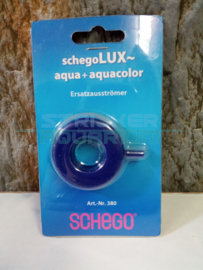 schegoLUX~
aqua + aquacolor
Ersatzausströmer
Art.-Nr. 380
SCHEGO